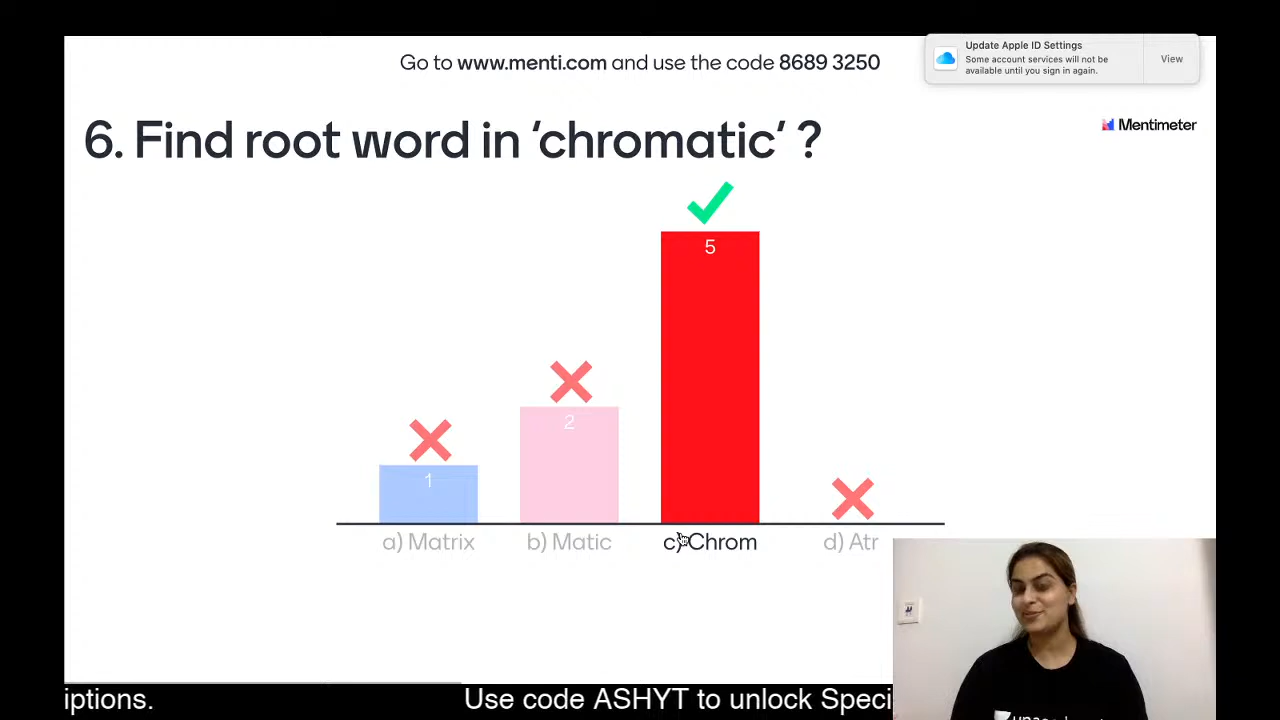 Go to www.menti.com and use the code 8689 3250
Update Apple ID Settings
Some account services will not be
available until you sign in again.
View
Mentimeter
6. Find root word in ‘chromatic’ ?
5
2
1
a) Matrix
b) Matic
c) Chrom
d) Atr
iptions.
Use code ASHYT to unlock Speci